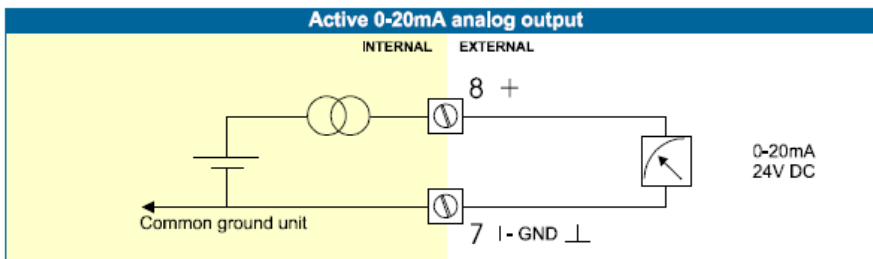 Active 0-20mA analog output
INTERNAL EXTERNAL
8 +
0-20mA
24V DC
Common ground unit
7 I - GND ⊥